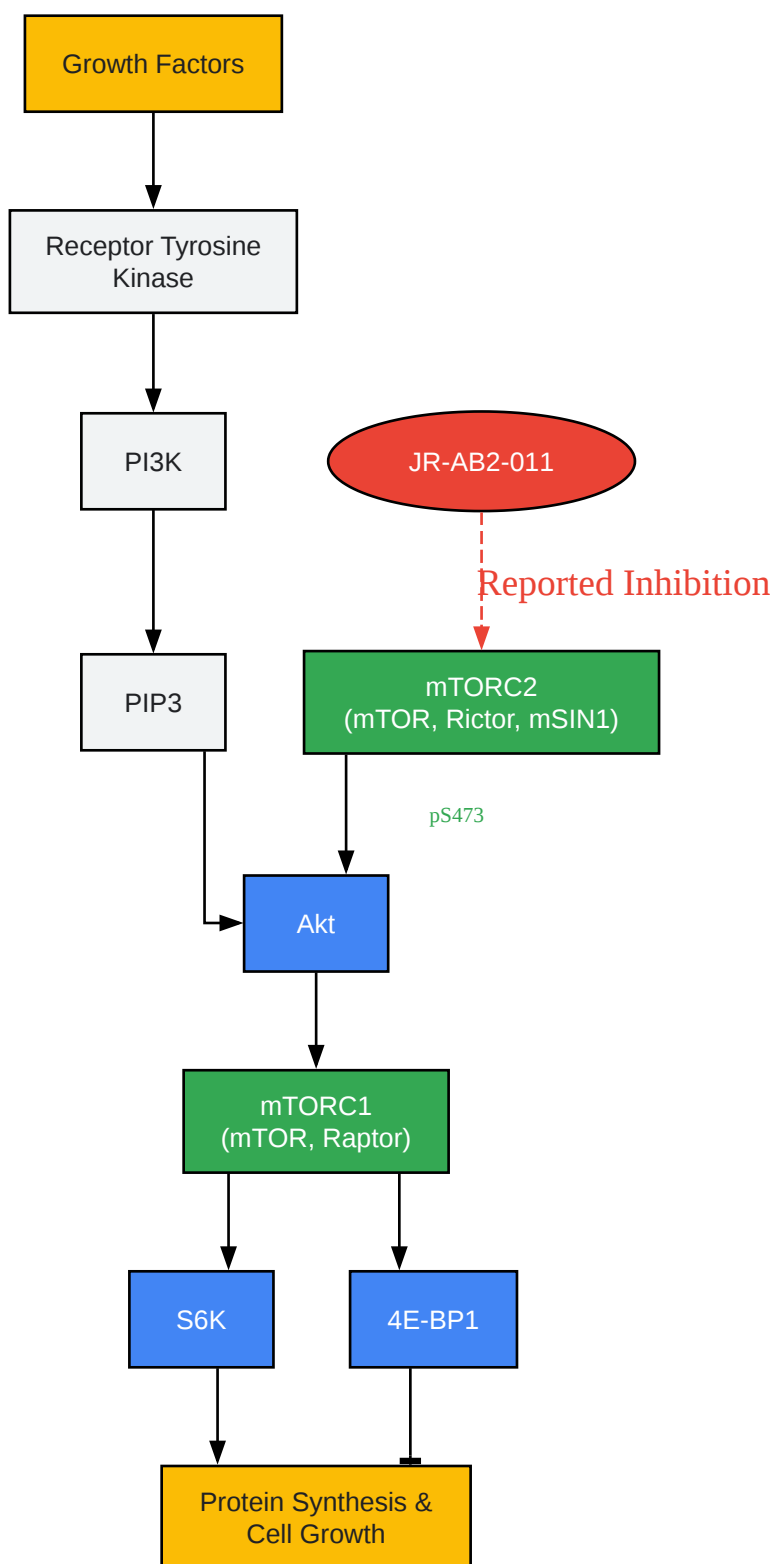 Growth Factors
Receptor Tyrosine
Kinase
PI3K
JR-AB2-011
Reported Inhibition
PIP3
mTORC2
(mTOR, Rictor, mSIN1)
pS473
Akt
mTORC1
(mTOR, Raptor)
S6K
4E-BP1
Protein Synthesis &
Cell Growth